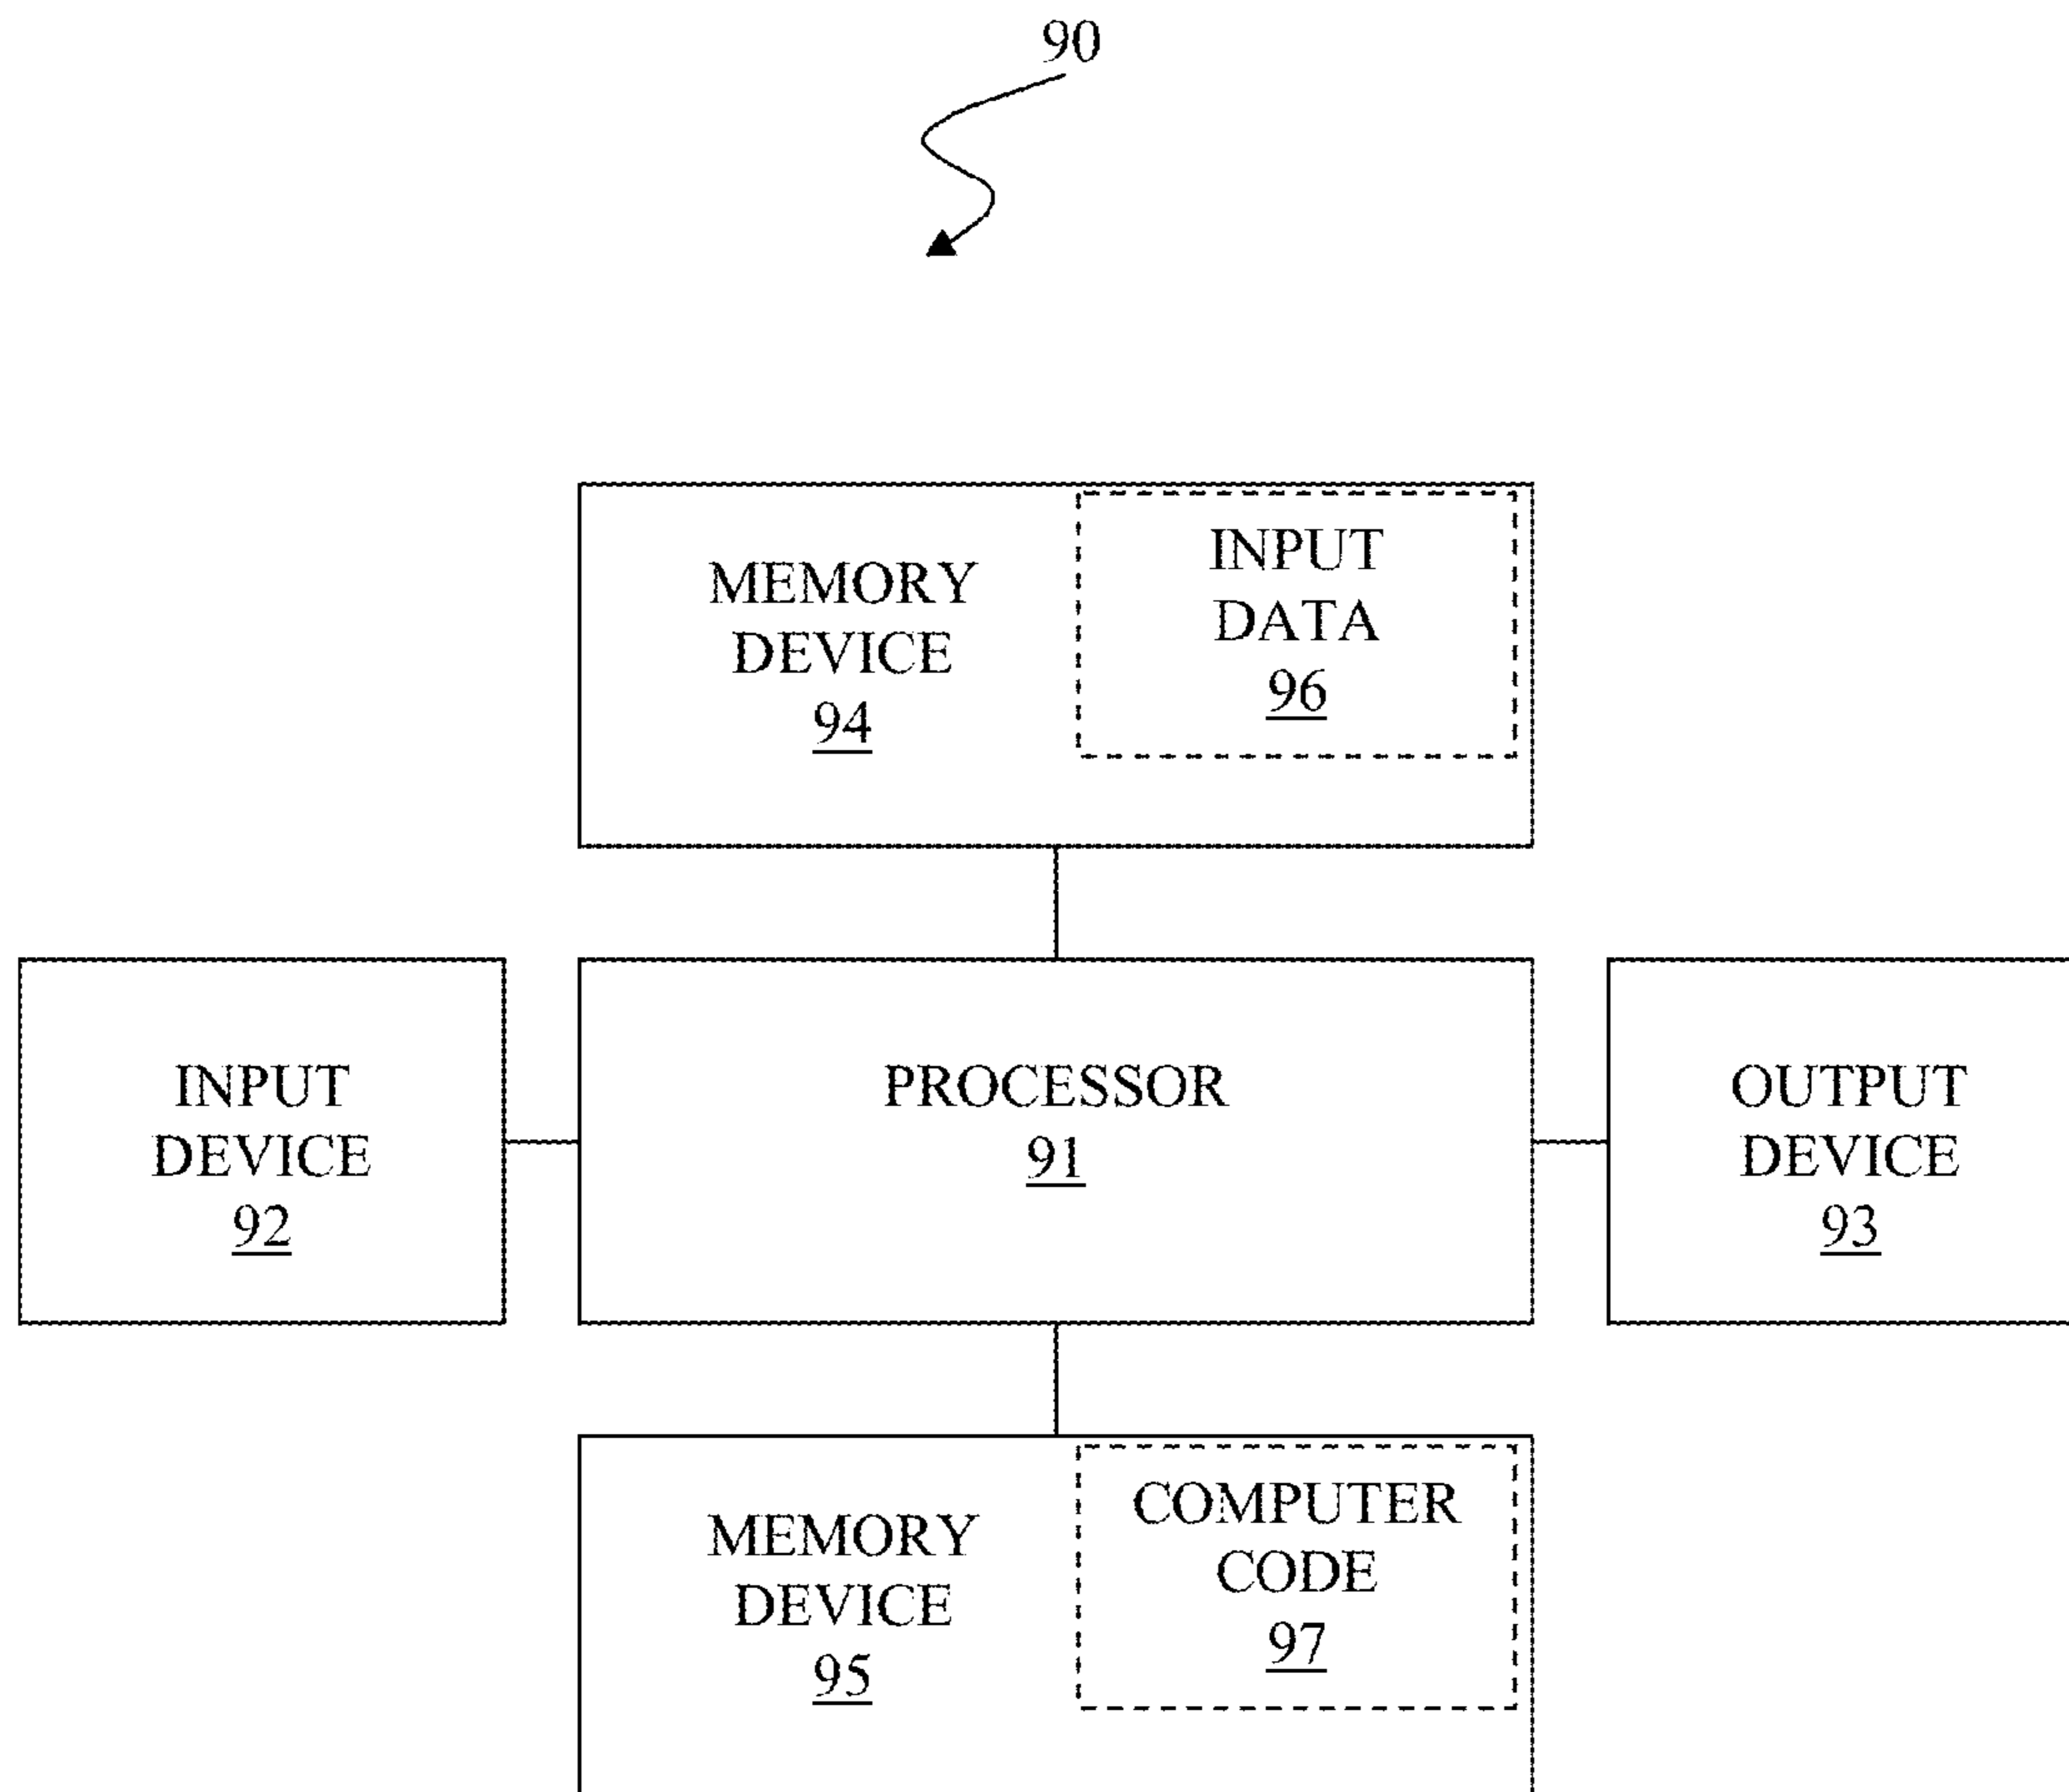 90
MEMORY
DEVICE
94
INPUT
DATA
96
INPUT
DEVICE
92
PROCESSOR
91
OUTPUT
DEVICE
93
MEMORY
DEVICE
95
COMPUTER
CODE
97